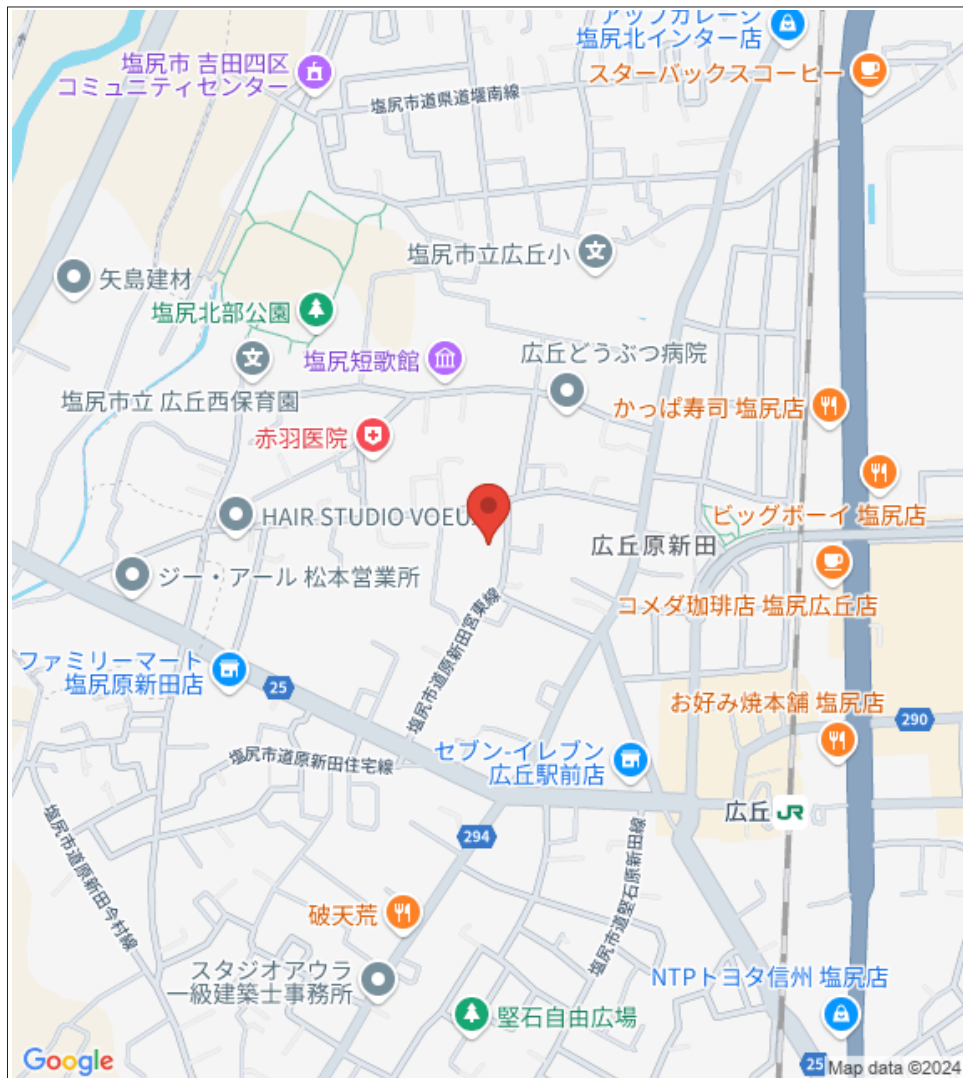 アップガレージ
塩尻北インター店
塩尻市 吉田四区
コミュニティセンター
スターバックスコーヒー
塩尻市道県道堰南線
塩尻市立広丘小
矢島建材
塩尻北部公園
塩尻短歌館
広丘どうぶつ病院
塩尻市立 広丘西保育園
かっぱ寿司 塩尻店
赤羽医院
HAIR STUDIO VOEU
ビッグボーイ 塩尻店
広丘原新田
ジー・アール 松本営業所
コメダ珈琲店 塩尻広丘店
塩尻市道原新田宮東線
ファミリーマート
塩尻原新田店
25
お好み焼本舗 塩尻店
290
塩尻市道原新田住宅線
セブン-イレブン
広丘駅前店
広丘 JR
294
塩尻市道原新田今村線
塩尻市道堅石原新田線
破天荒
スタジオアウラ
一級建築士事務所
NTPトヨタ信州 塩尻店
堅石自由広場
Google
25
Map data ©2024